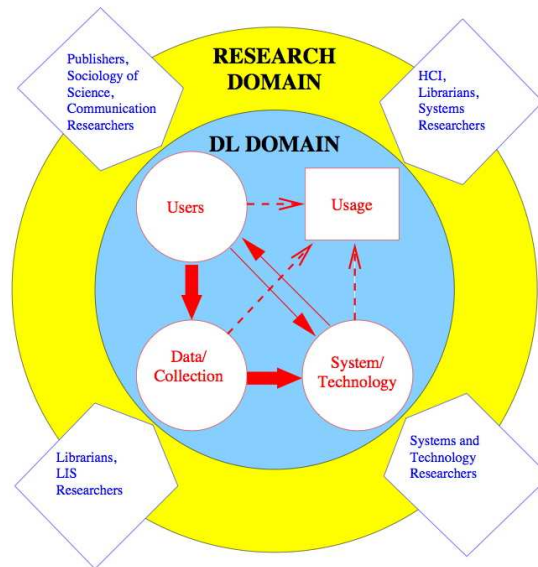 Publishers,
Sociology of
Science,
Communication
Researchers
RESEARCH
DOMAIN
HCI,
Librarians,
Systems
Researchers
DL DOMAIN
Users
Usage
Data/
Collection
System/
Technology
Librarians,
LIS
Researchers
Systems and
Technology
Researchers